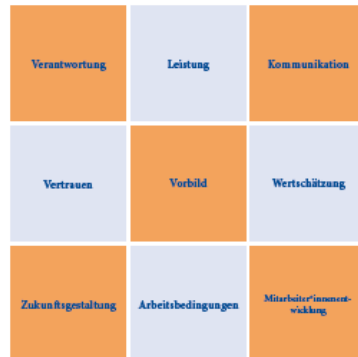 Verantwortung
Leistung
Kommunikation
Vertrauen
Vorbild
Wertschätzung
Zukunftsgestaltung
Arbeitsbedingungen
Mitarbeiter*innenent-
wicklung